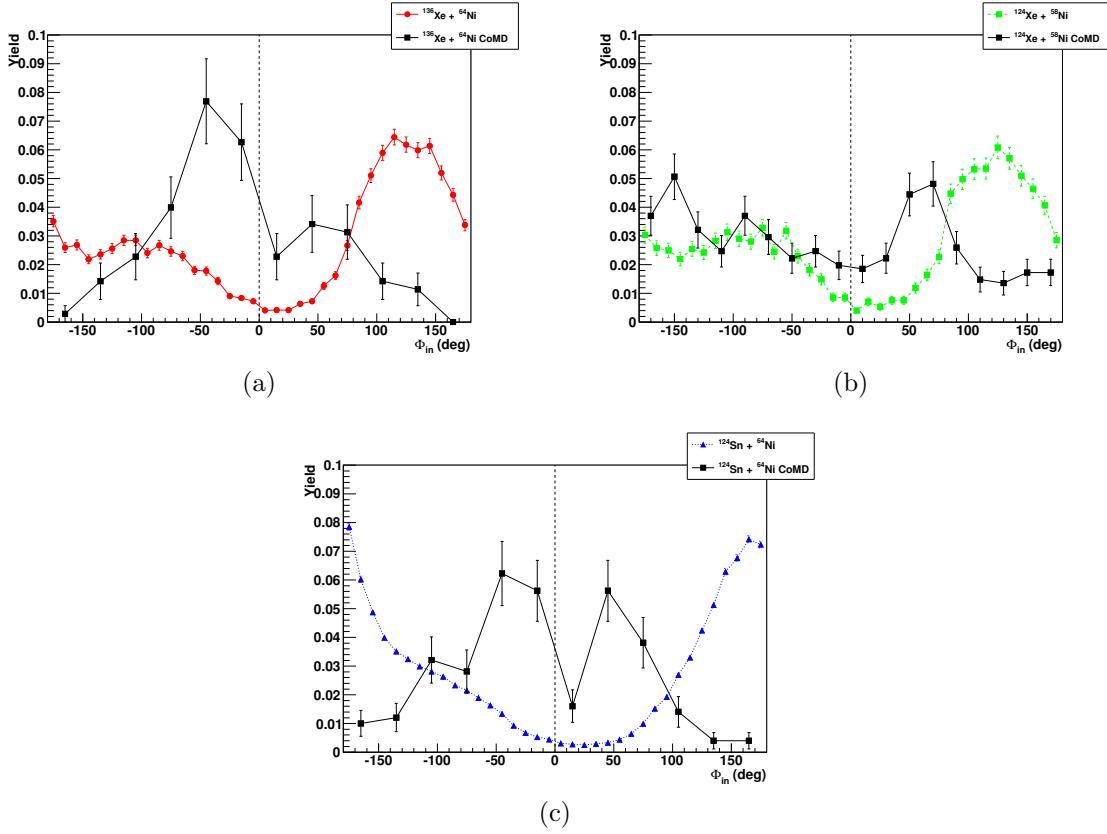 ¹³⁶Xe + ⁶⁴Ni
¹³⁶Xe + ⁶⁴Ni CoMD
Yield
0.1
0.09
0.08
0.07
0.06
0.05
0.04
0.03
0.02
0.01
0
-150 -100 -50 0 50 100 150
Φin (deg)
(a)
¹²⁴Xe + ⁵⁸Ni
¹²⁴Xe + ⁵⁸Ni CoMD
Yield
0.1
0.09
0.08
0.07
0.06
0.05
0.04
0.03
0.02
0.01
0
-150 -100 -50 0 50 100 150
Φin (deg)
(b)
¹²⁴Sn + ⁶⁴Ni
¹²⁴Sn + ⁶⁴Ni CoMD
Yield
0.1
0.09
0.08
0.07
0.06
0.05
0.04
0.03
0.02
0.01
0
-150 -100 -50 0 50 100 150
Φin (deg)
(c)